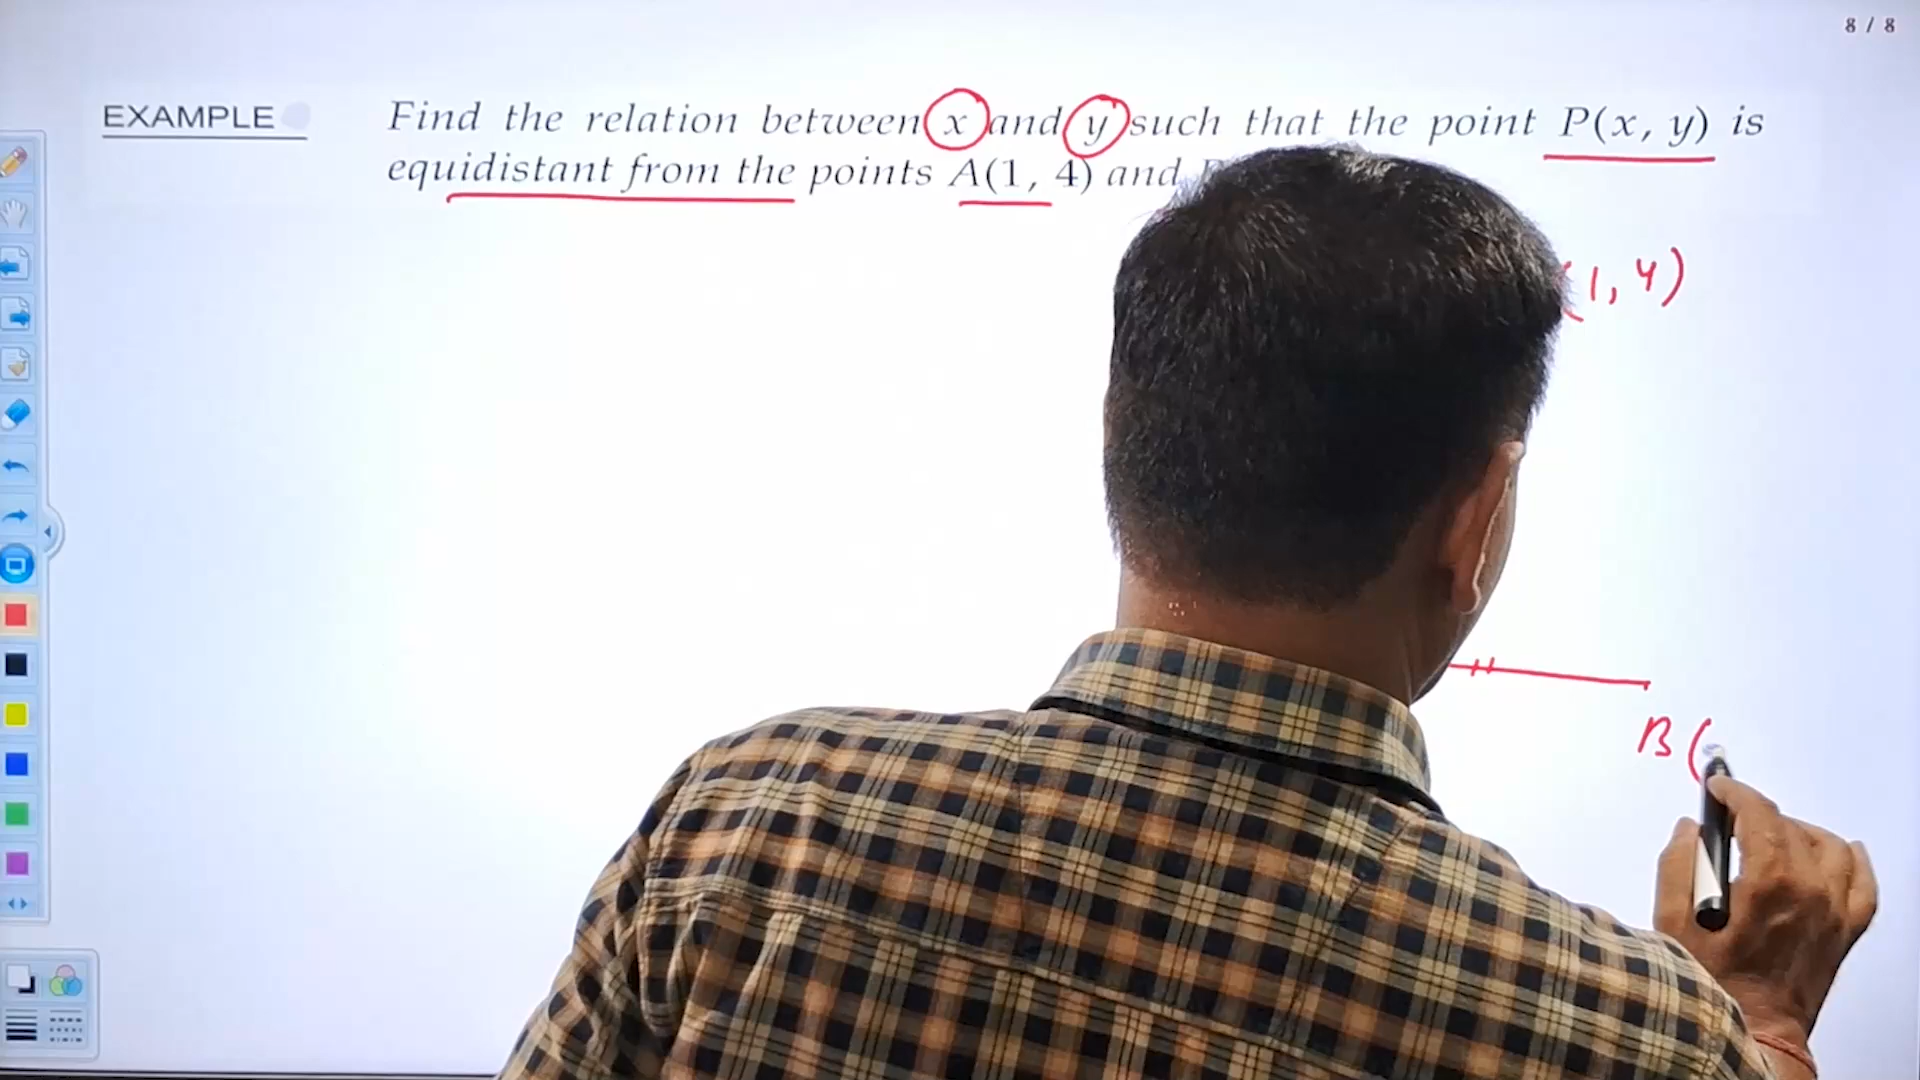 8 / 8
EXAMPLE
Find the relation between x and y such that the point P(x, y) is
equidistant from the points A(1, 4) and
(1, 4)
B (